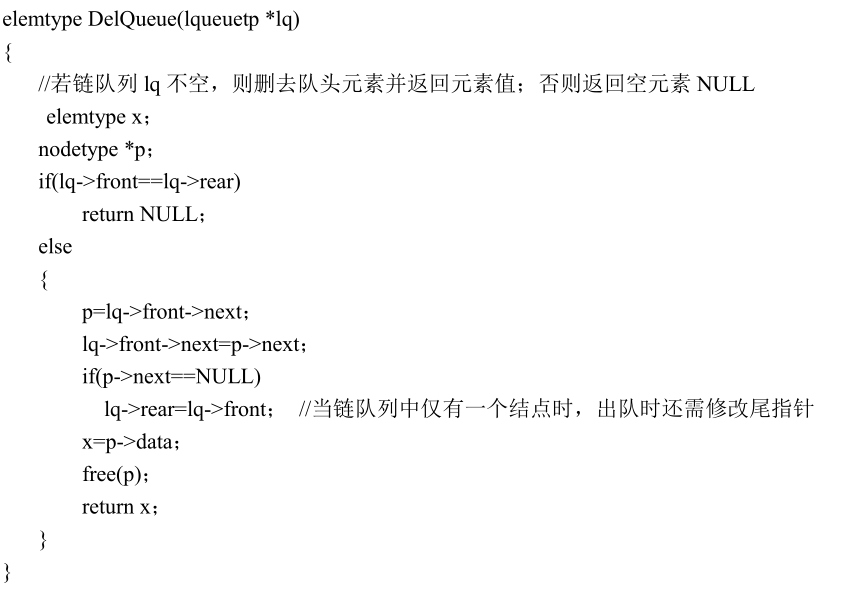 elemtype DelQueue(lqueuetp *lq)
{
//若链队列 lq 不空，则删去队头元素并返回元素值；否则返回空元素 NULL
elemtype x；
nodetype *p；
if(lq->front==lq->rear)
return NULL；
else
{
p=lq->front->next；
lq->front->next=p->next；
if(p->next==NULL)
lq->rear=lq->front； //当链队列中仅有一个结点时，出队时还需修改尾指针
x=p->data；
free(p)；
return x；
}
}